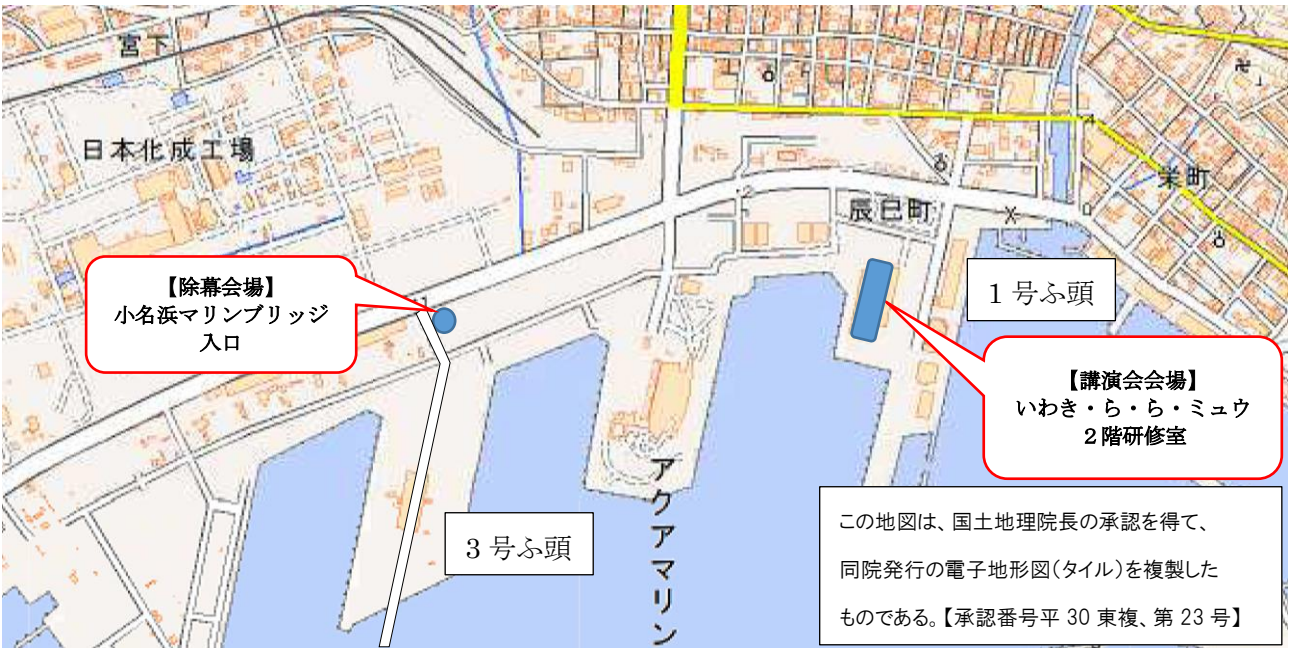 宮下
日本化成工場
栄町
辰巳町
【除幕会場】
小名浜マリンブリッジ
入口
1号ふ頭
【講演会会場】
いわき・ら・ら・ミュウ
2階研修室
3号ふ頭
アクアマリン
この地図は、国土地理院長の承認を得て、
同院発行の電子地形図(タイル)を複製した
ものである。【承認番号平 30 東複、第 23 号】